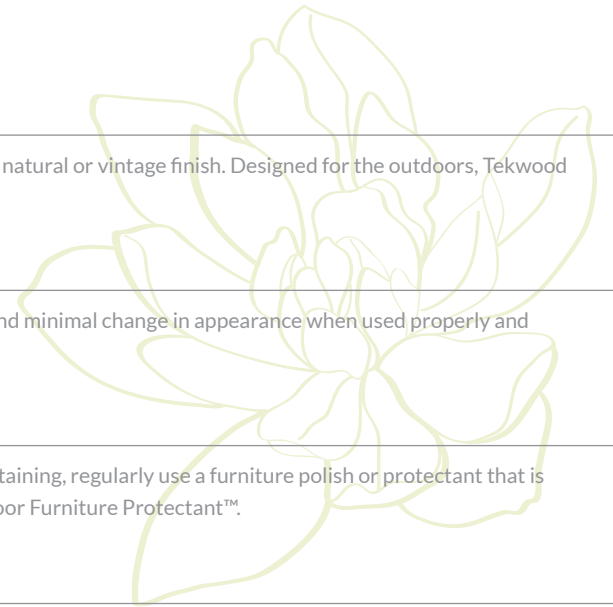 natural or vintage finish. Designed for the outdoors, Tekwood
nd minimal change in appearance when used properly and
taining, regularly use a furniture polish or protectant that is
oor Furniture Protectant™.